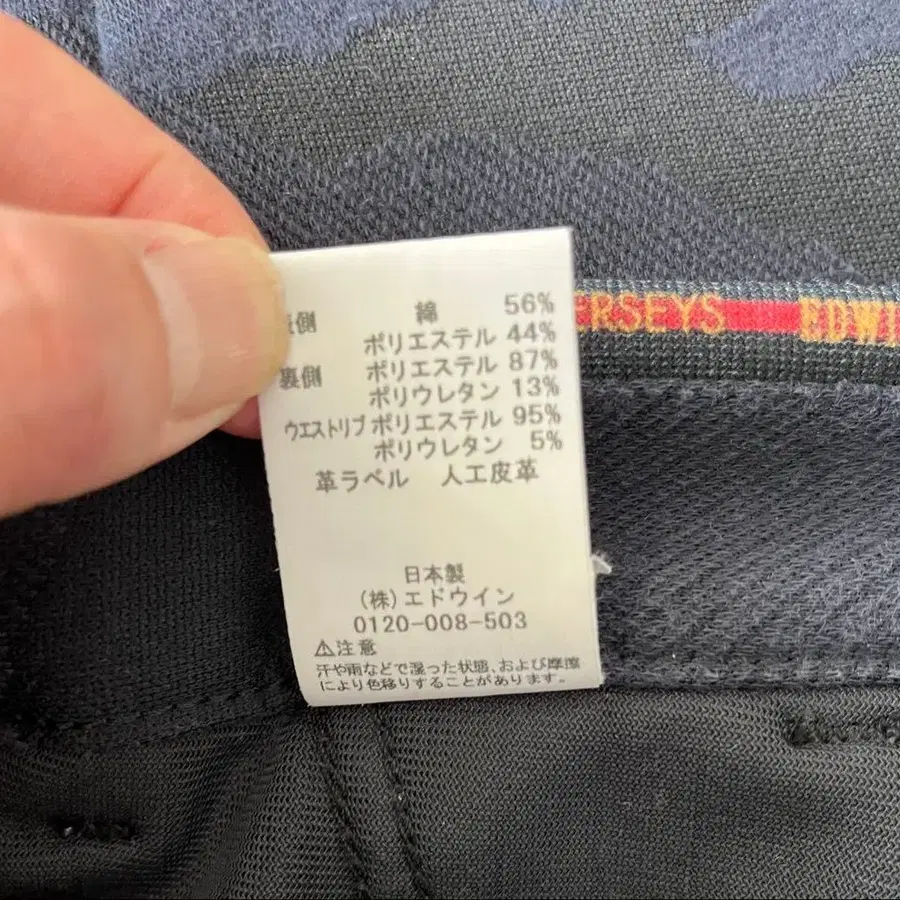 綿 56%
側 ポリエステル 44%
裏側 ポリエステル 87%
ポリウレタン 13%
ウエストリブ ポリエステル 95%
ポリウレタン 5%
革ラベル 人工皮革
日本製
(株)エドウイン
0120-008-503
⚠注意
汗や雨などで湿った状態、および摩擦
により色移りすることがあります。
ERSEYS EDWI